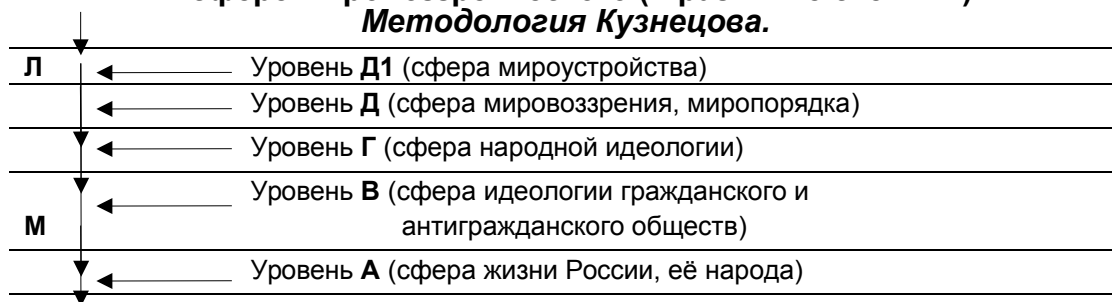 Методология Кузнецова.
Л Уровень Д1 (сфера мироустройства)
Уровень Д (сфера мировоззрения, миропорядка)
Уровень Г (сфера народной идеологии)
Уровень В (сфера идеологии гражданского и
М антигражданского обществ)
Уровень А (сфера жизни России, её народа)